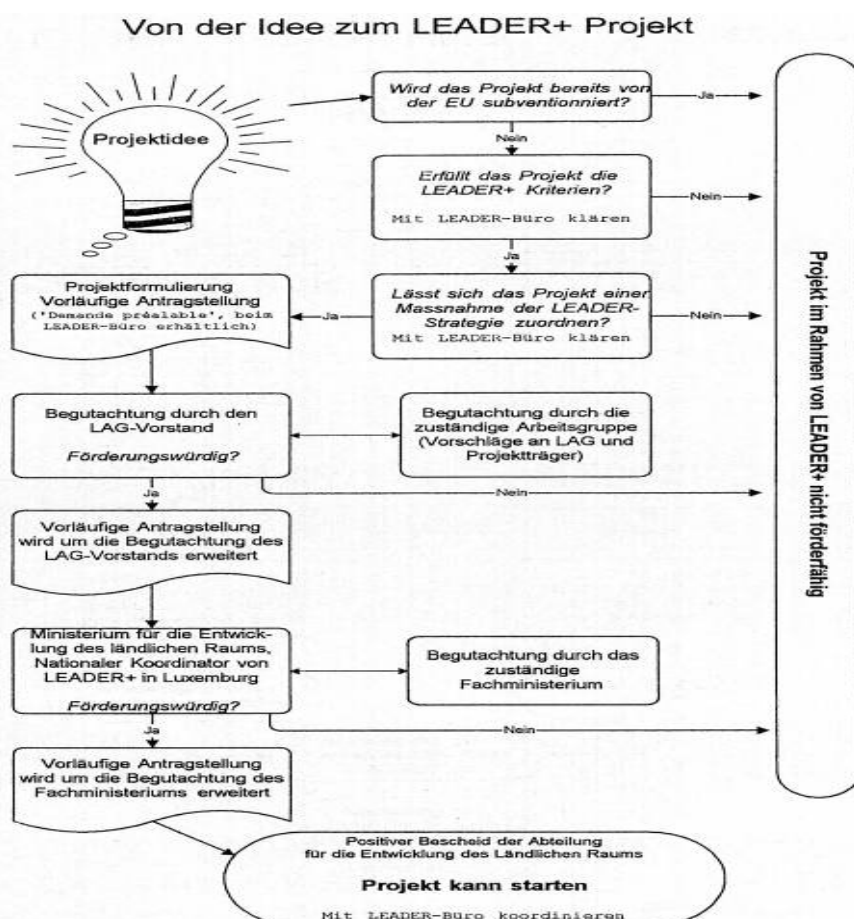 Von der Idee zum LEADER+ Projekt
Projektidee
Wird das Projekt bereits von
der EU subventionniert?
Ja
Nein
Erfüllt das Projekt die
LEADER+ Kriterien?
Mit LEADER-Büro klären
Nein
Ja
Lässt sich das Projekt einer
Massnahme der LEADER-
Strategie zuordnen?
Mit LEADER-Büro klären
Nein
Ja
Projektformulierung
Vorläufige Antragstellung
('Demande préalable', beim
LEADER-Büro erhältlich)
Begutachtung durch den
LAG-Vorstand
Förderungswürdig?
Begutachtung durch die
zuständige Arbeitsgruppe
(Vorschläge an LAG und
Projektträger)
Nein
Ja
Vorläufige Antragstellung
wird um die Begutachtung des
LAG-Vorstands erweitert
Ministerium für die Entwick-
lung des ländlichen Raums,
Nationaler Koordinator von
LEADER+ in Luxemburg
Förderungswürdig?
Begutachtung durch das
zuständige
Fachministerium
Nein
Ja
Vorläufige Antragstellung
wird um die Begutachtung des
Fachministeriums erweitert
Positiver Bescheid der Abteilung
für die Entwicklung des Ländlichen Raums
Projekt kann starten
Mit LEADER-Büro koordinieren
Projekt im Rahmen von LEADER+ nicht förderfähig